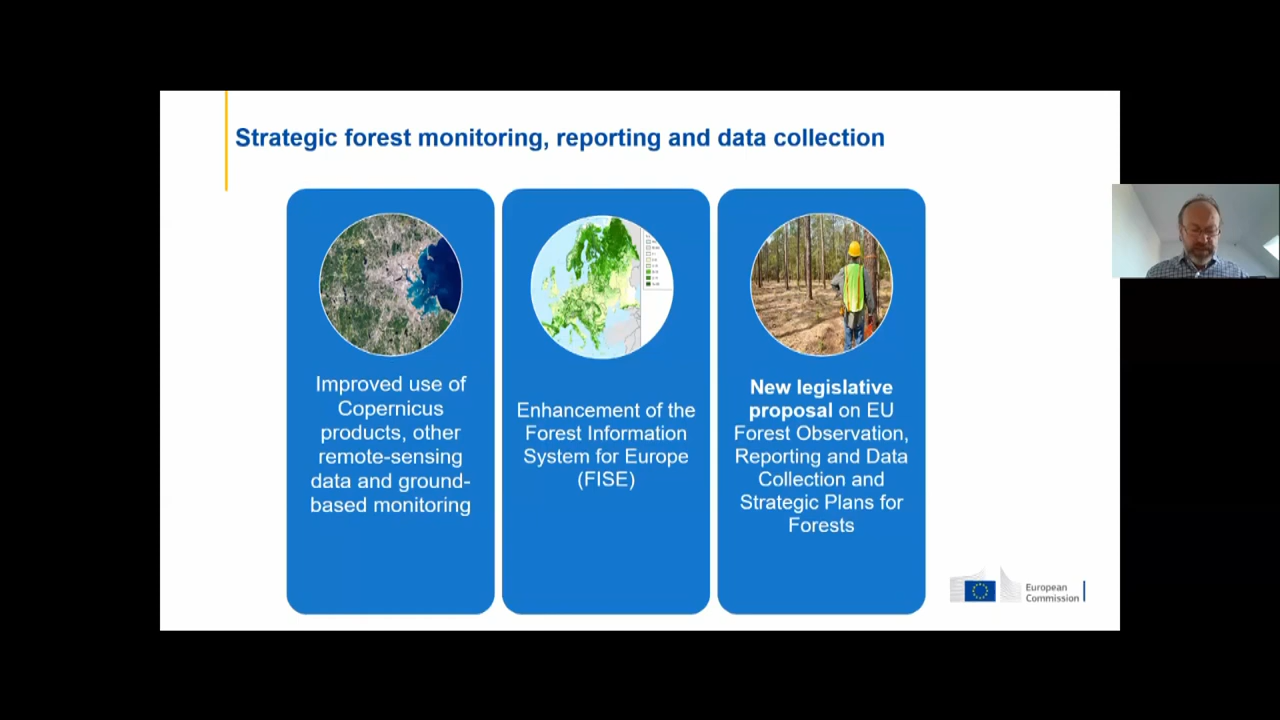 Strategic forest monitoring, reporting and data collection
Improved use of
Copernicus
products, other
remote-sensing
data and ground-
based monitoring
Enhancement of the
Forest Information
System for Europe
(FISE)
New legislative
proposal on EU
Forest Observation,
Reporting and Data
Collection and
Strategic Plans for
Forests
European
Commission